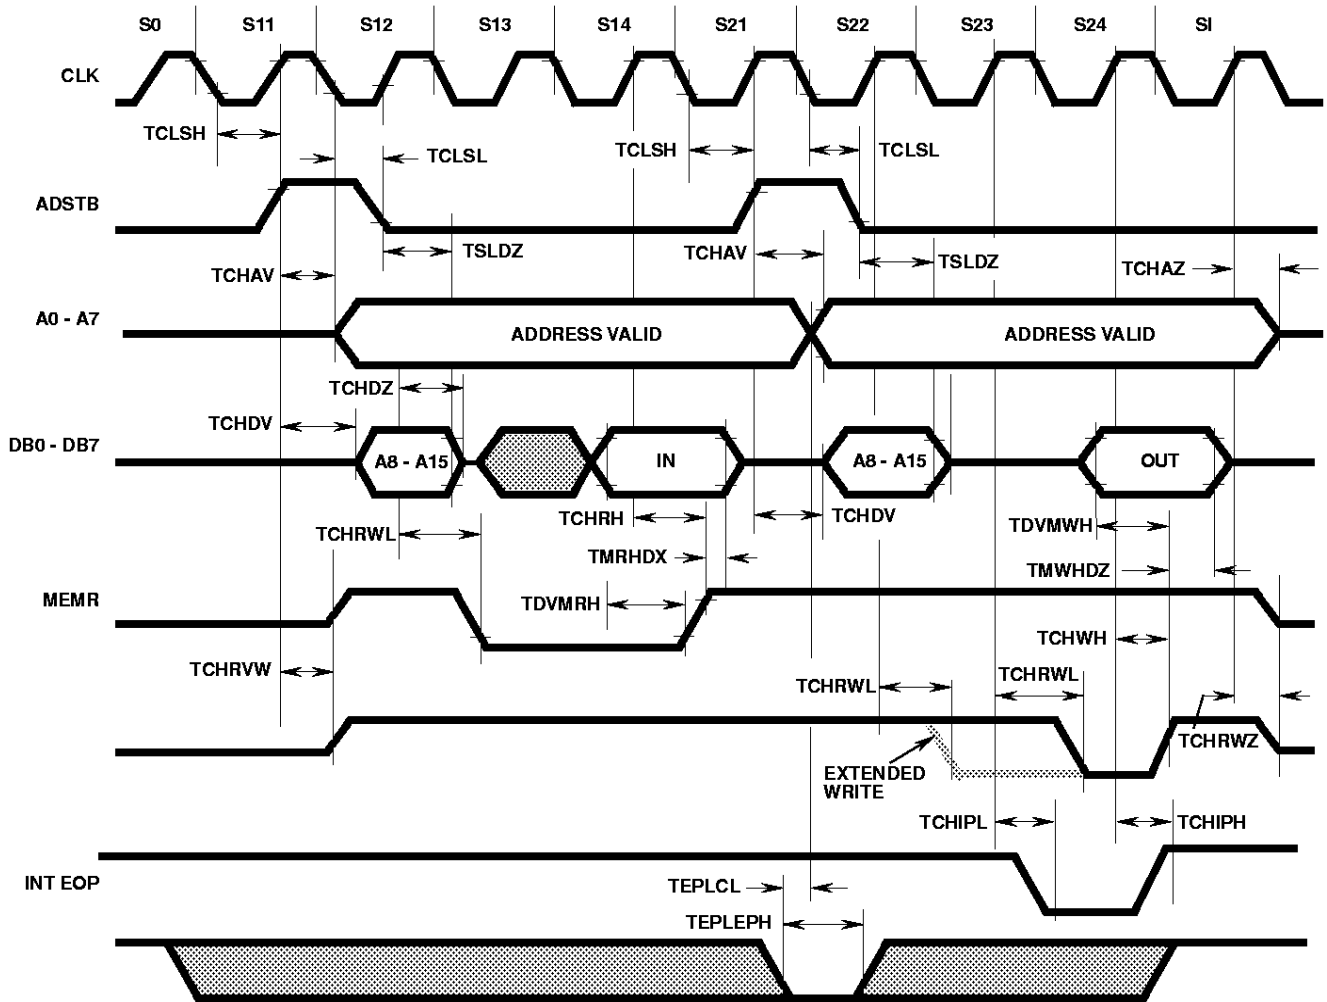 S0 S11 S12 S13 S14 S21 S22 S23 S24 SI
CLK
TCLSH TCLSL TCLSH TCLSL
ADSTB
TCHAV TSLDZ TCHAV TSLDZ TCHAZ
A0 - A7 ADDRESS VALID ADDRESS VALID
TCHDZ
TCHDV
DB0 - DB7 A8 - A15 IN A8 - A15 OUT
TCHRWL TCHRH TCHDV TDVMWH
TMRHDX TMWHDZ
MEMR TDVMRH
TCHWH
TCHRVW TCHRWL TCHRWL
TCHRWZ
EXTENDED
WRITE
TCHIPL TCHIPH
INT EOP
TEPLCL
TEPLEPH